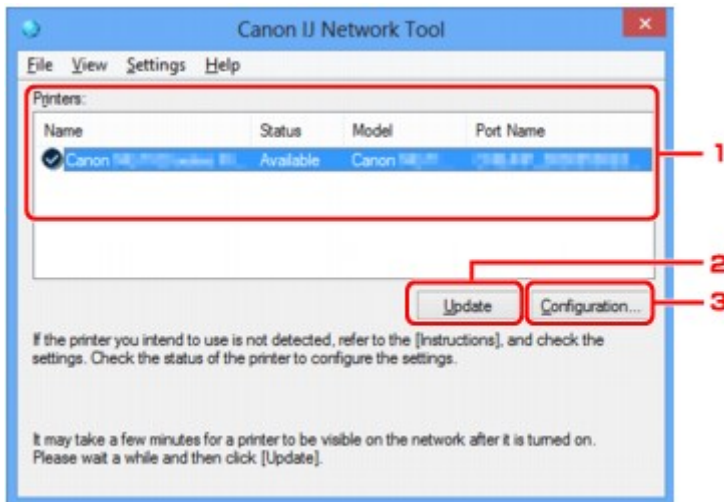 Canon IJ Network Tool
File View Settings Help
Printers:
Name Status Model Port Name
Canon Available Canon
1
2
Update Configuration...
3
If the printer you intend to use is not detected, refer to the [Instructions], and check the
settings. Check the status of the printer to configure the settings.
It may take a few minutes for a printer to be visible on the network after it is turned on.
Please wait a while and then click [Update].